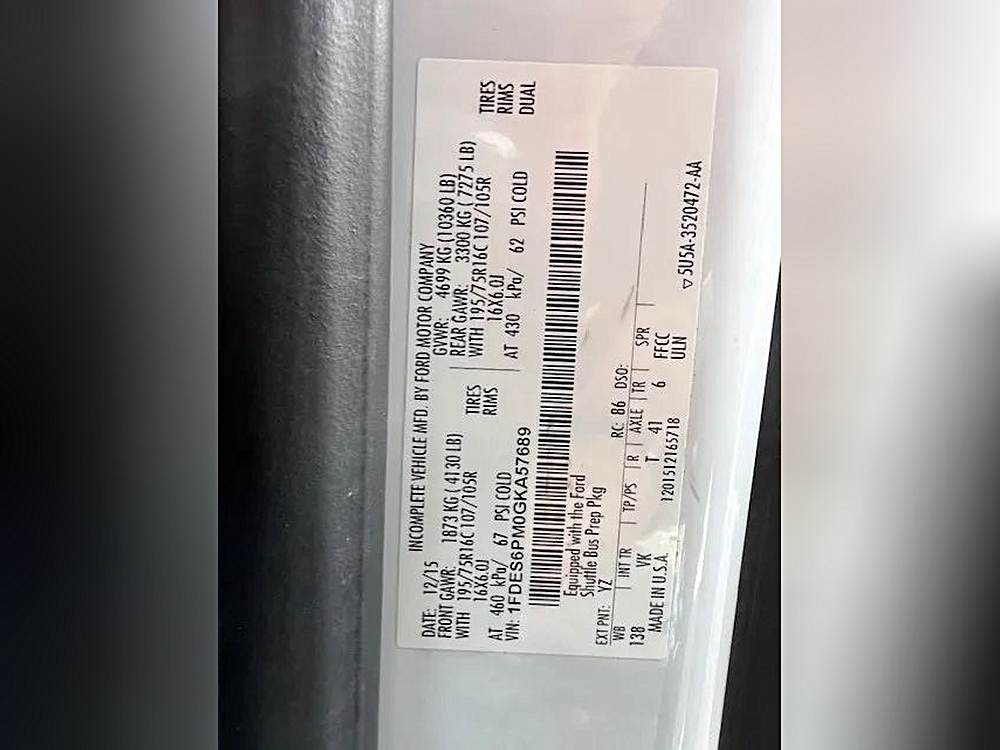 INCOMPLETE VEHICLE MFD. BY FORD MOTOR COMPANY
DATE: 12/15 GVWR: 4699 KG (10360 LB)
FRONT GAWR: 1873 KG ( 4130 LB) REAR GAWR: 3300 KG ( 7275 LB)
WITH 195/75R16C 107/105R TIRES WITH 195/75R16C 107/105R TIRES
16X6.0J RIMS 16X6.0J RIMS
AT 460 kPa/ 67 PSI COLD AT 430 kPa/ 62 PSI COLD DUAL
VIN: 1FDES6PM0GKA57689
Equipped with the Ford
Shuttle Bus Prep Pkg
EXT PNT: YZ RC: 86 DSO:
WB INT TR TP/PS R AXLE TR SPR
138 VK T 41 6 FFCC
MADE IN U.S.A. ULN
1201512165718
▽ 5U5A-3520472-AA